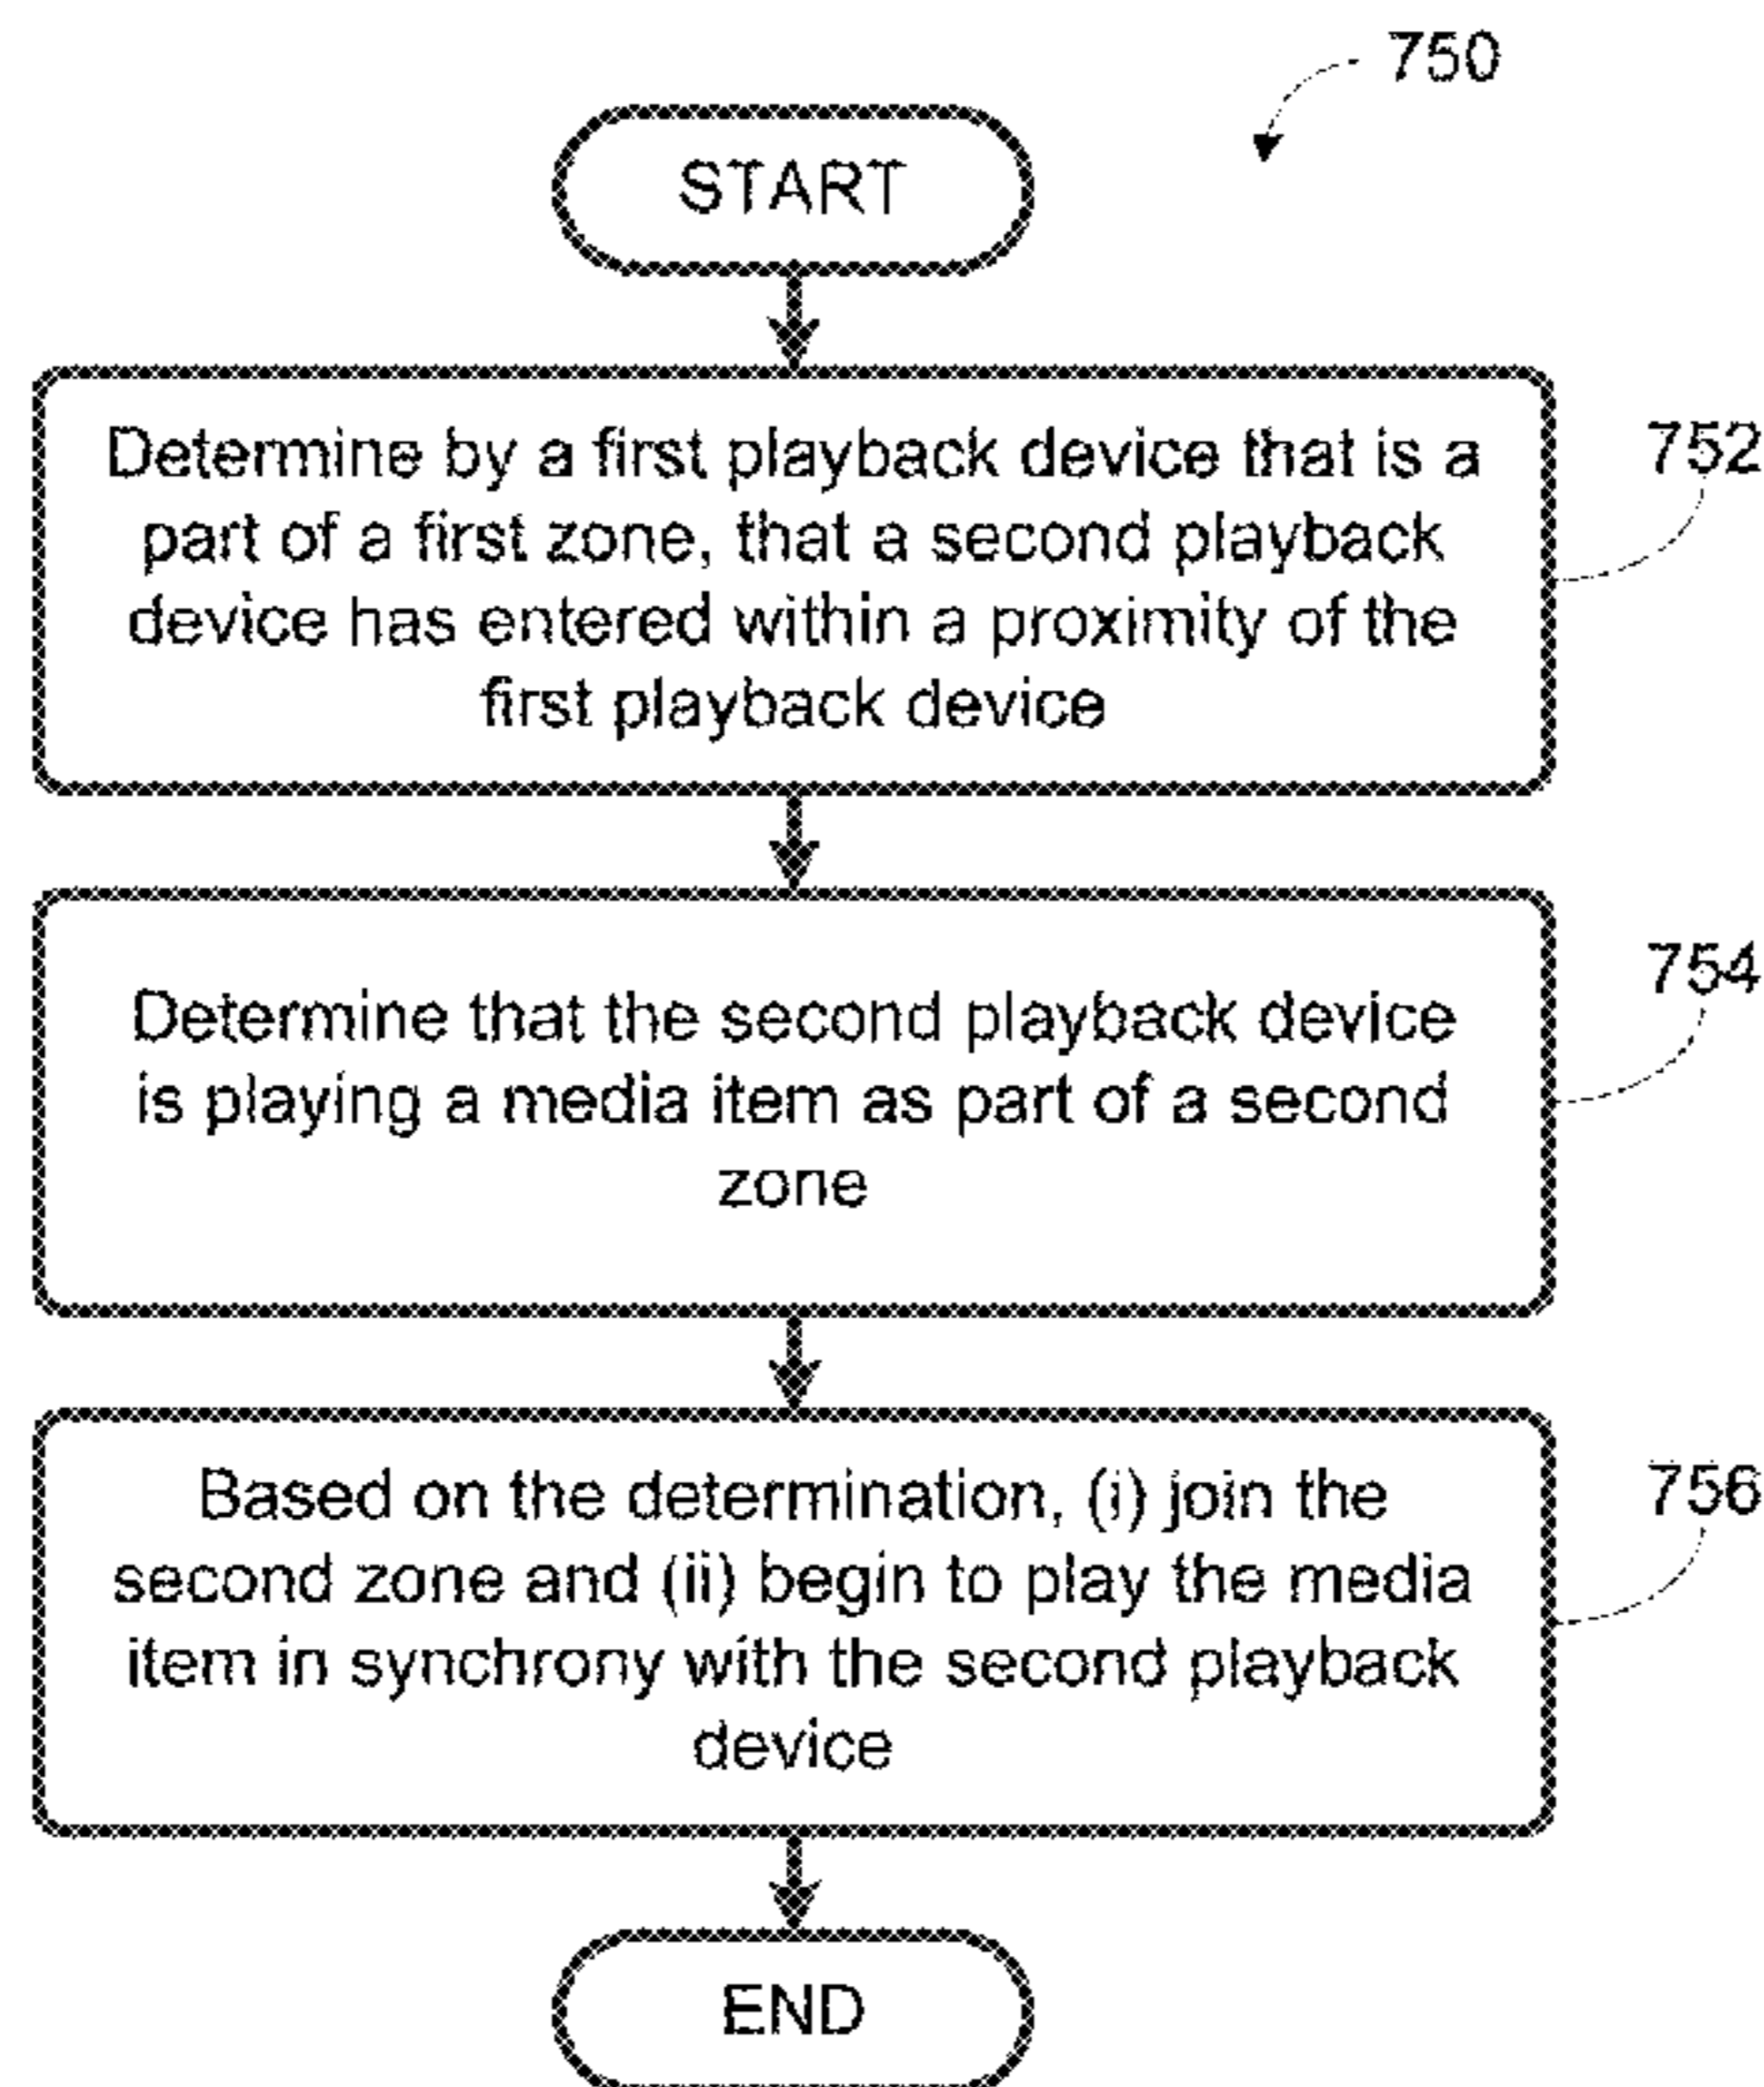 750
START
Determine by a first playback device that is a
part of a first zone, that a second playback
device has entered within a proximity of the
first playback device
752
Determine that the second playback device
is playing a media item as part of a second
zone
754
Based on the determination, (i) join the
second zone and (ii) begin to play the media
item in synchrony with the second playback
device
756
END